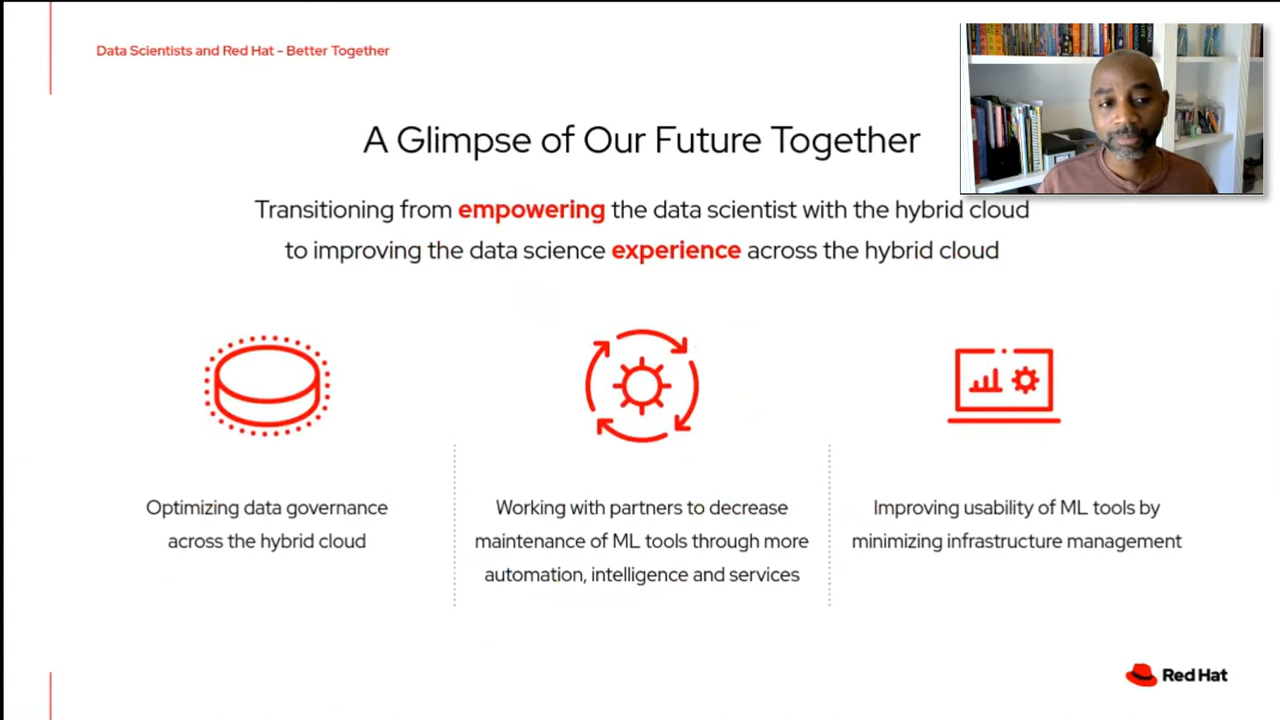 Data Scientists and Red Hat - Better Together
A Glimpse of Our Future Together
Transitioning from empowering the data scientist with the hybrid cloud
to improving the data science experience across the hybrid cloud
Optimizing data governance
across the hybrid cloud
Working with partners to decrease
maintenance of ML tools through more
automation, intelligence and services
Improving usability of ML tools by
minimizing infrastructure management
Red Hat